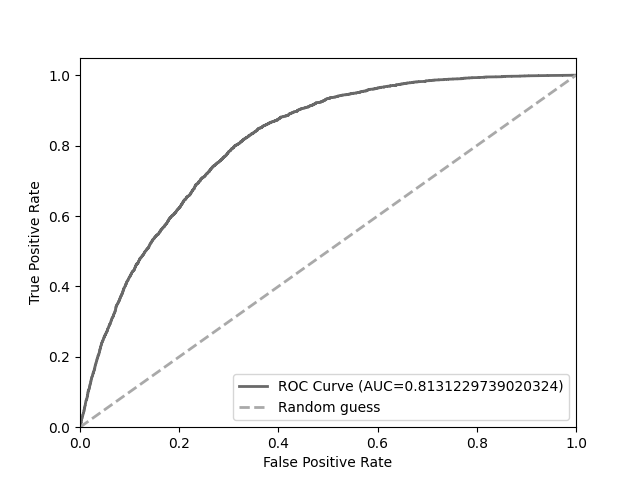 1.0
0.8
0.6
0.4
0.2
0.0
True Positive Rate
ROC Curve (AUC=0.8131229739020324)
Random guess
0.0 0.2 0.4 0.6 0.8 1.0
False Positive Rate